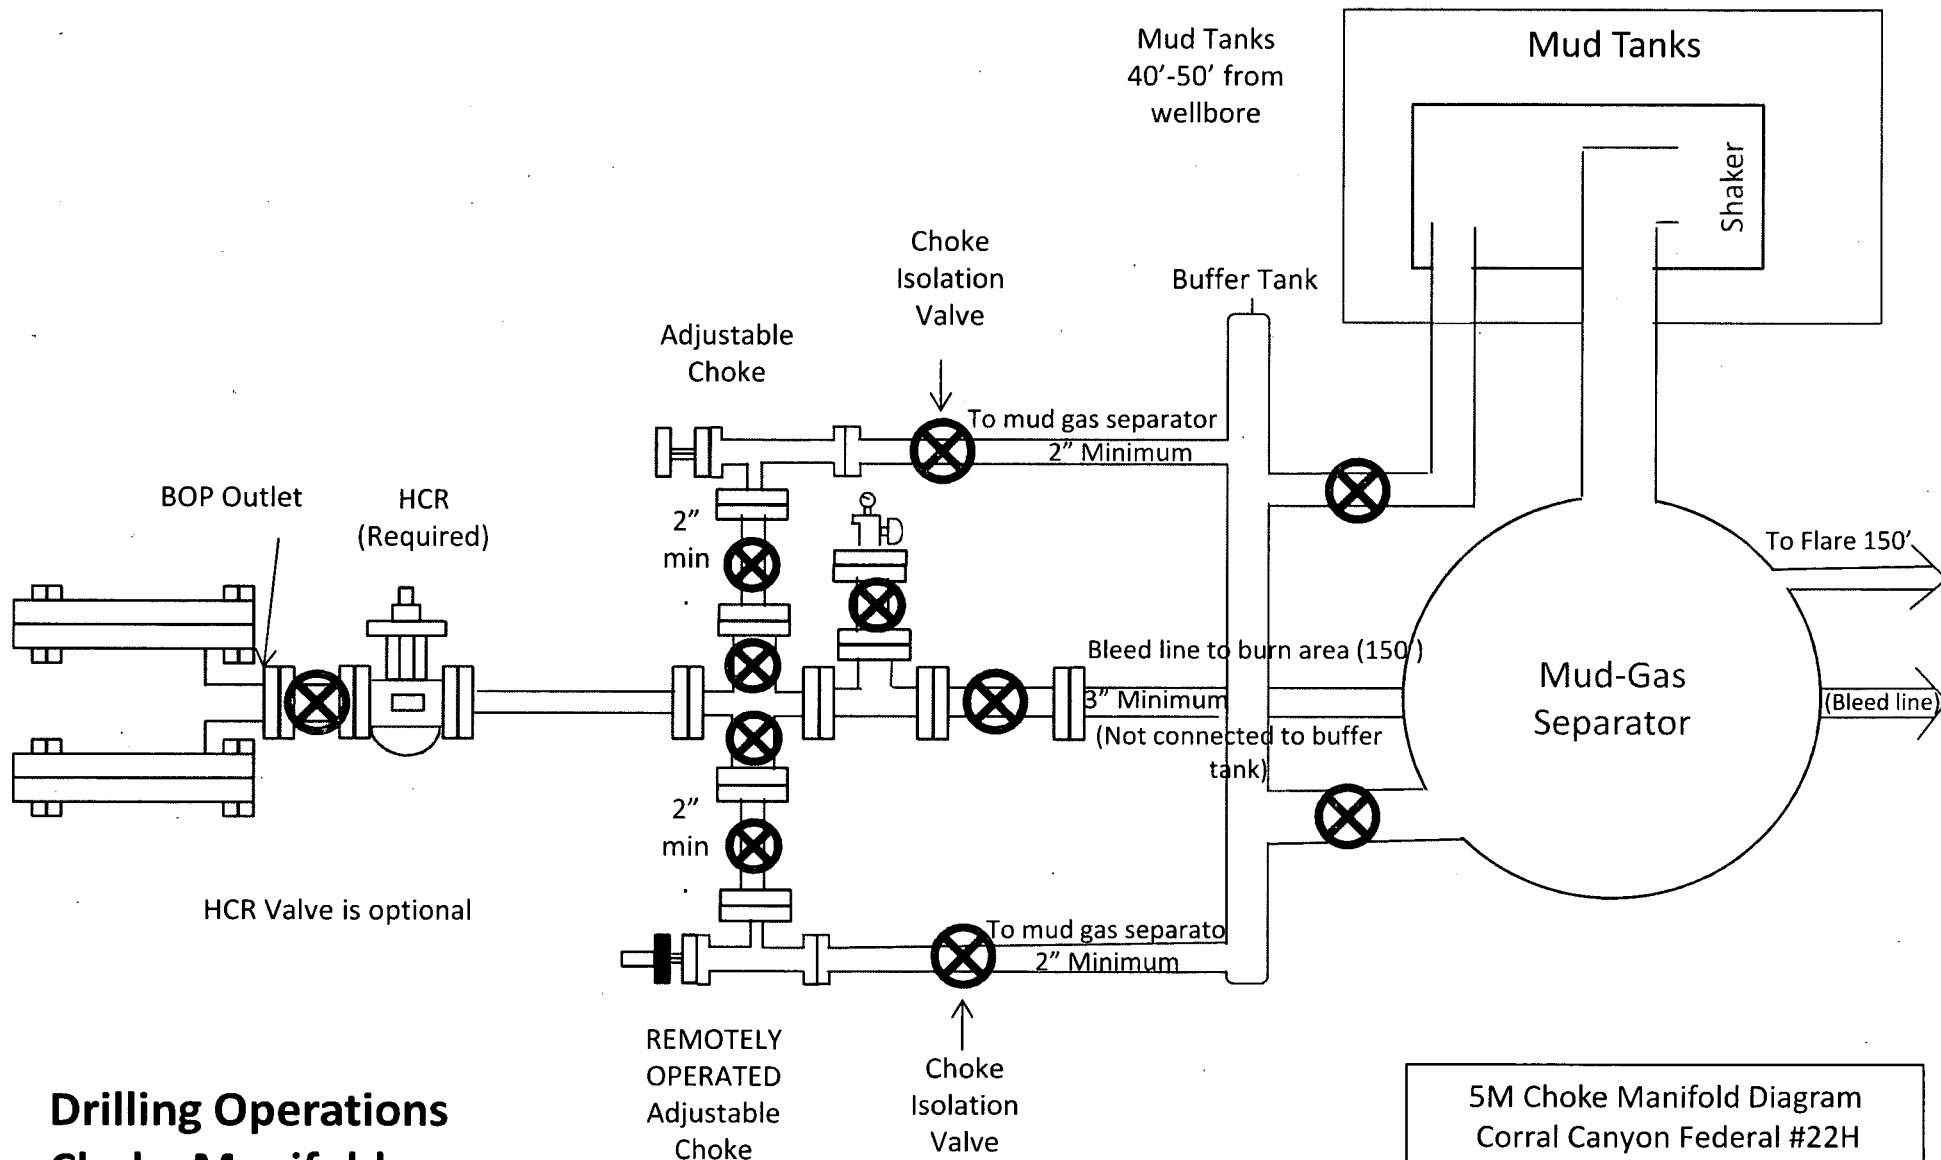 Mud Tanks
40’-50’ from
wellbore
Mud Tanks
Shaker
Choke
Isolation
Valve
Buffer Tank
Adjustable
Choke
To mud gas separator
2” Minimum
BOP Outlet
HCR
(Required)
2”
min
To Flare 150’
Bleed line to burn area (150’)
3” Minimum
(Not connected to buffer
tank)
Mud-Gas
Separator
(Bleed line)
2”
min
HCR Valve is optional
To mud gas separato
2” Minimum
REMOTELY
OPERATED
Adjustable
Choke
Choke
Isolation
Valve
Drilling Operations
Choke Manifold
5M Choke Manifold Diagram
Corral Canyon Federal #22H